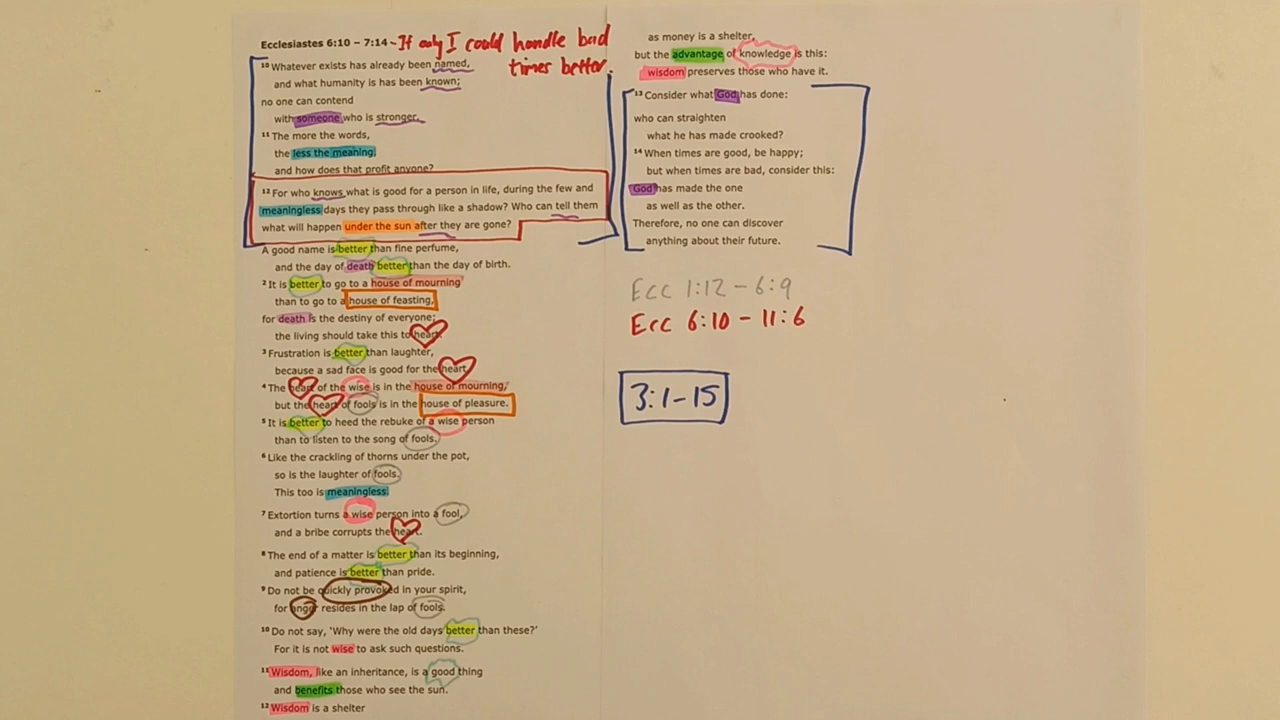 Ecclesiastes 6:10 – 7:14 ~ If only I could handle bad
times better.
10 Whatever exists has already been named,
and what humanity is has been known;
no one can contend
with someone who is stronger.
11 The more the words,
the less the meaning,
and how does that profit anyone?
12 For who knows what is good for a person in life, during the few and
meaningless days they pass through like a shadow? Who can tell them
what will happen under the sun after they are gone?
A good name is better than fine perfume,
and the day of death better than the day of birth.
2 It is better to go to a house of mourning
than to go to a house of feasting,
for death is the destiny of everyone;
the living should take this to heart.
3 Frustration is better than laughter,
because a sad face is good for the heart.
4 The heart of the wise is in the house of mourning,
but the heart of fools is in the house of pleasure.
5 It is better to heed the rebuke of a wise person
than to listen to the song of fools.
6 Like the crackling of thorns under the pot,
so is the laughter of fools.
This too is meaningless.
7 Extortion turns a wise person into a fool,
and a bribe corrupts the heart.
8 The end of a matter is better than its beginning,
and patience is better than pride.
9 Do not be quickly provoked in your spirit,
for anger resides in the lap of fools.
10 Do not say, 'Why were the old days better than these?'
For it is not wise to ask such questions.
11 Wisdom, like an inheritance, is a good thing
and benefits those who see the sun.
12 Wisdom is a shelter
as money is a shelter,
but the advantage of knowledge is this:
wisdom preserves those who have it.
13 Consider what God has done:
who can straighten
what he has made crooked?
14 When times are good, be happy;
but when times are bad, consider this:
God has made the one
as well as the other.
Therefore, no one can discover
anything about their future.
Ecc 1:12 – 6:9
Ecc 6:10 – 11:6
3:1–15